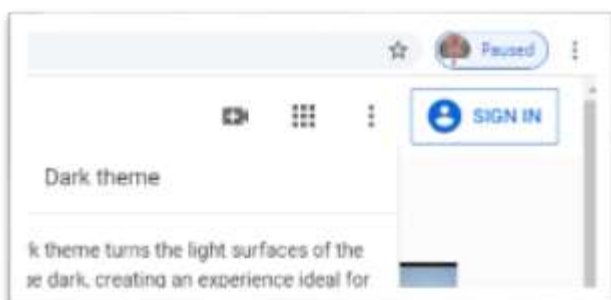 Paused
SIGN IN
Dark theme
k theme turns the light surfaces of the
dark, creating an experience ideal for